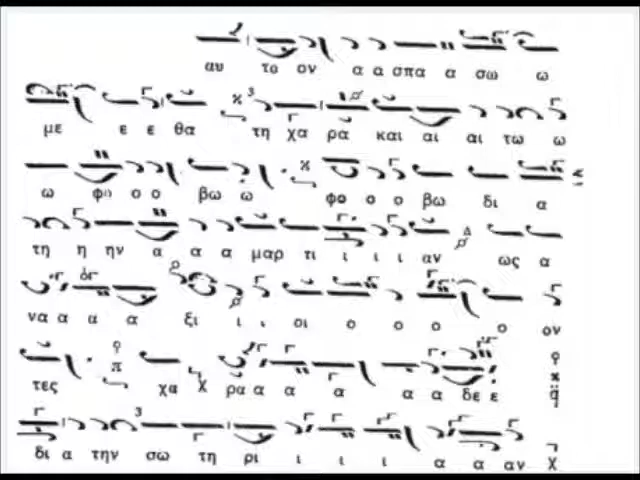 αυ τω ον α α σπα α σω ω
με ε ε θα τη χα ρα και αι αι τω ω
ω φο ο ο βω ω φο ο ο βω δι α
τη η ην α α α μαρ τι ι ι ι αν ως α
να α α α ξι ι ι οι ο ο ο ο ον
τες χα ρα α α α α α δε ε
δι α την σω τη ρι ι ι ι α α αν